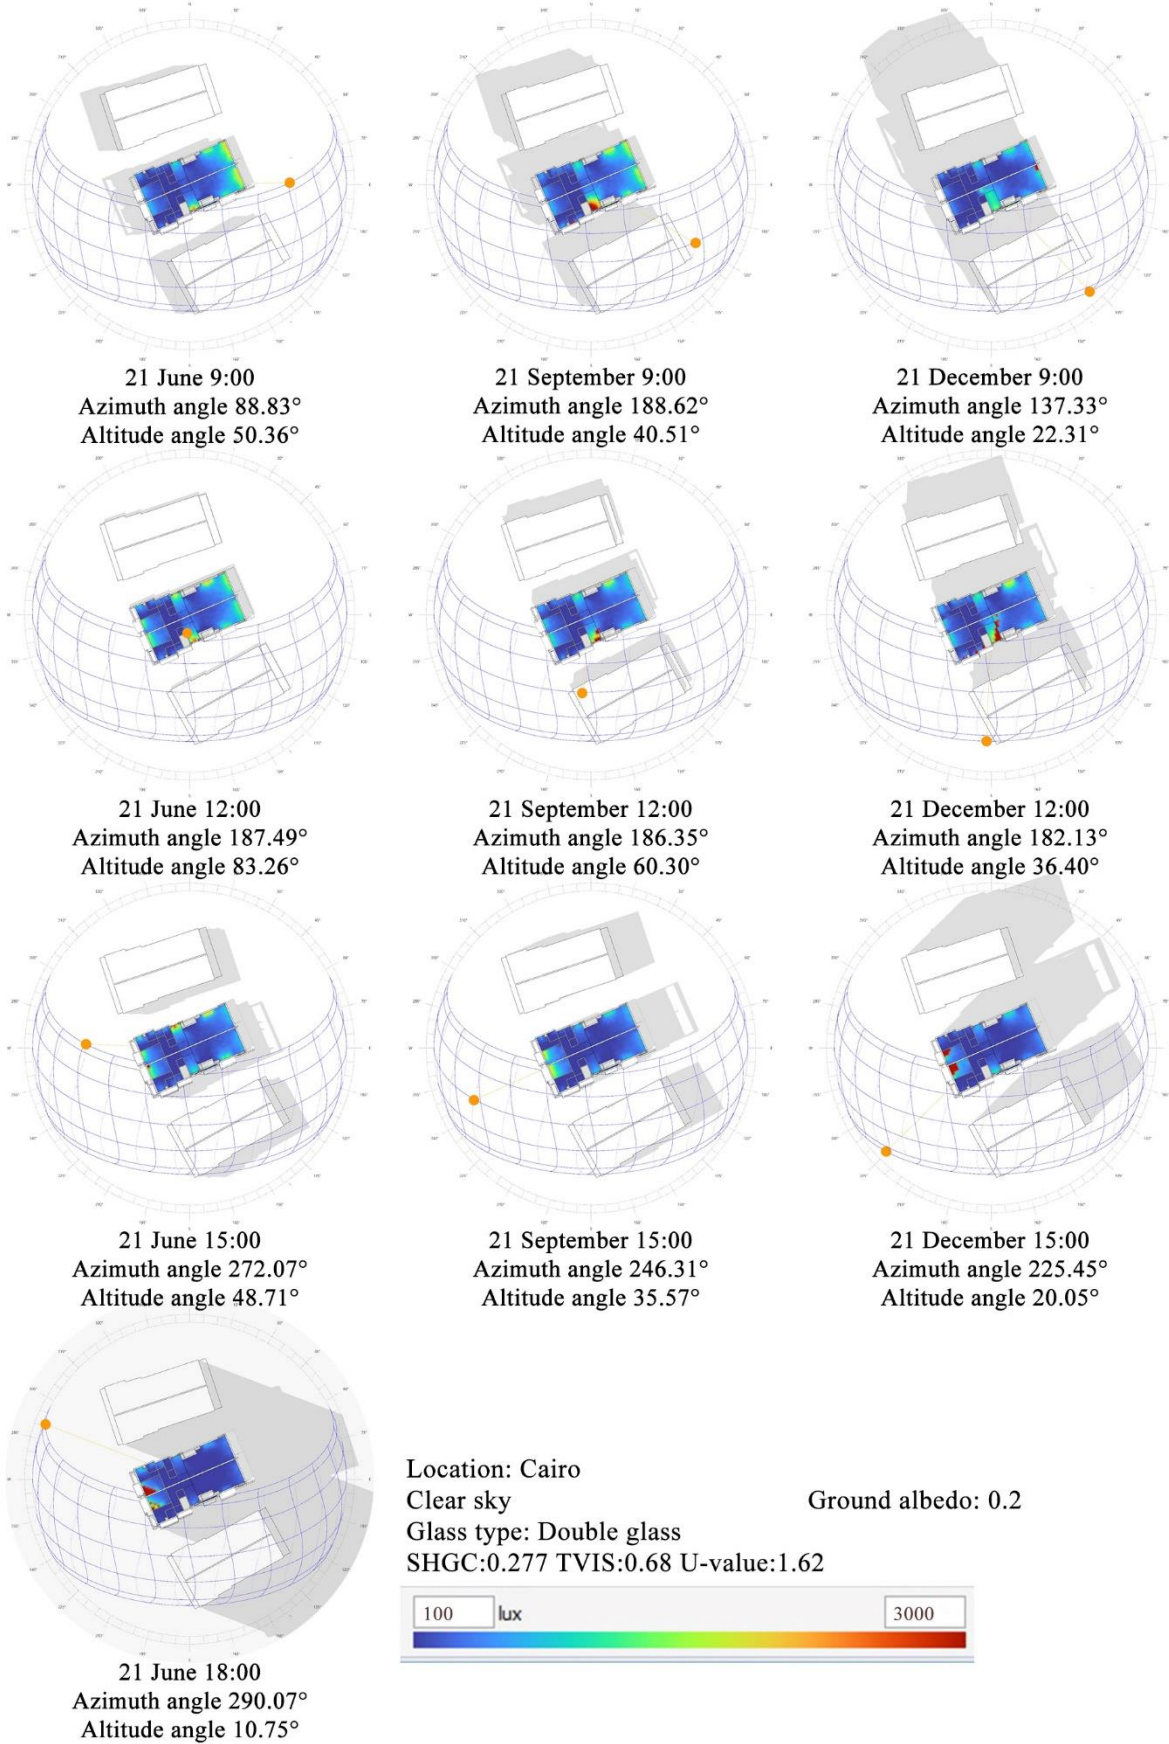 21 June 9:00
Azimuth angle 88.83°
Altitude angle 50.36°
21 September 9:00
Azimuth angle 188.62°
Altitude angle 40.51°
21 December 9:00
Azimuth angle 137.33°
Altitude angle 22.31°
21 June 12:00
Azimuth angle 187.49°
Altitude angle 83.26°
21 September 12:00
Azimuth angle 186.35°
Altitude angle 60.30°
21 December 12:00
Azimuth angle 182.13°
Altitude angle 36.40°
21 June 15:00
Azimuth angle 272.07°
Altitude angle 48.71°
21 September 15:00
Azimuth angle 246.31°
Altitude angle 35.57°
21 December 15:00
Azimuth angle 225.45°
Altitude angle 20.05°
21 June 18:00
Azimuth angle 290.07°
Altitude angle 10.75°
Location: Cairo
Clear sky Ground albedo: 0.2
Glass type: Double glass
SHGC:0.277 TVIS:0.68 U-value:1.62
100 lux 3000